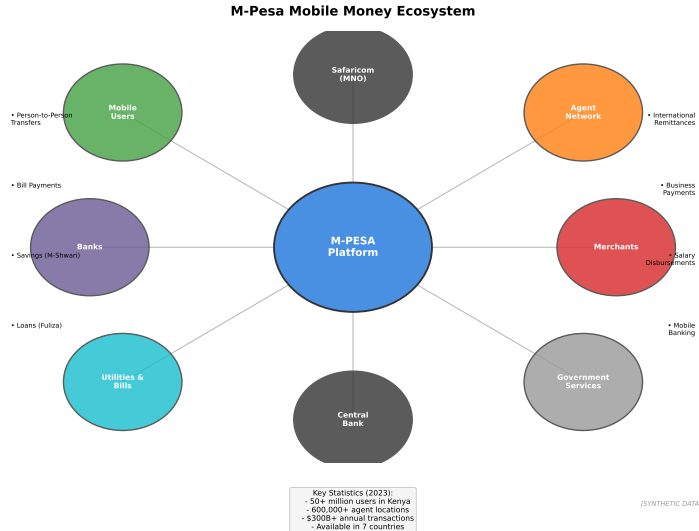 M-Pesa Mobile Money Ecosystem
Safaricom
(MNO)
Mobile
Users
Agent
Network
• Person-to-Person
Transfers
• International
Remittances
• Bill Payments
• Business
Payments
Banks
M-PESA
Platform
Merchants
• Savings (M-Shwari)
• Salary
Disbursements
• Loans (Fuliza)
• Mobile
Banking
Utilities &
Bills
Government
Services
Central
Bank
Key Statistics (2023):
- 50+ million users in Kenya
- 600,000+ agent locations
- $300B+ annual transactions
- Available in 7 countries
[SYNTHETIC DATA